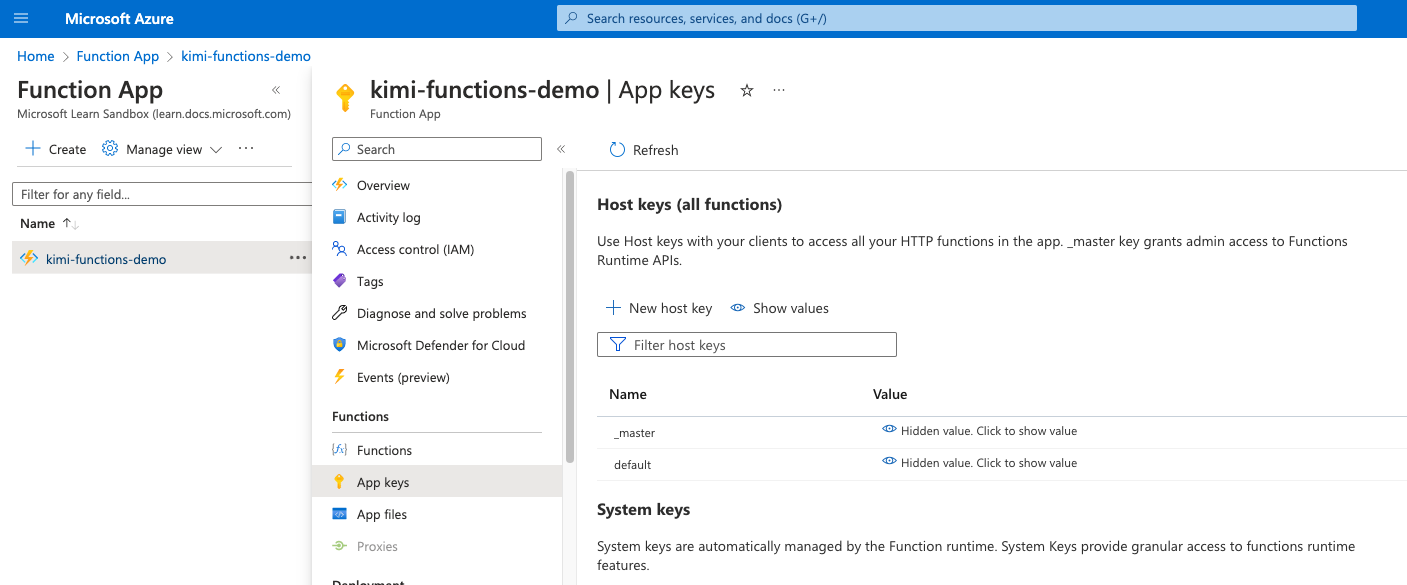 Microsoft Azure
Search resources, services, and docs (G+/)
Home > Function App > kimi-functions-demo
Function App
Microsoft Learn Sandbox (learn.docs.microsoft.com)
Create
Manage view
Filter for any field...
Name
kimi-functions-demo
kimi-functions-demo | App keys
Function App
Search
Overview
Activity log
Access control (IAM)
Tags
Diagnose and solve problems
Microsoft Defender for Cloud
Events (preview)
Functions
Functions
App keys
App files
Proxies
Deployment
Refresh
Host keys (all functions)
Use Host keys with your clients to access all your HTTP functions in the app. _master key grants admin access to Functions
Runtime APIs.
New host key
Show values
Filter host keys
Name Value
_master Hidden value. Click to show value
default Hidden value. Click to show value
System keys
System keys are automatically managed by the Function runtime. System Keys provide granular access to functions runtime
features.